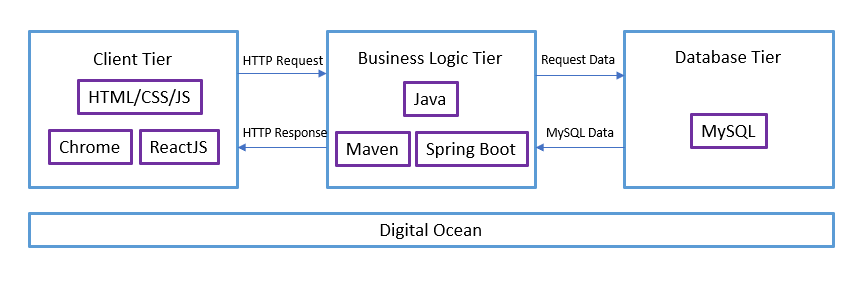 Client Tier
HTML/CSS/JS
Chrome
ReactJS
HTTP Request
HTTP Response
Business Logic Tier
Java
Maven
Spring Boot
Request Data
MySQL Data
Database Tier
MySQL
Digital Ocean